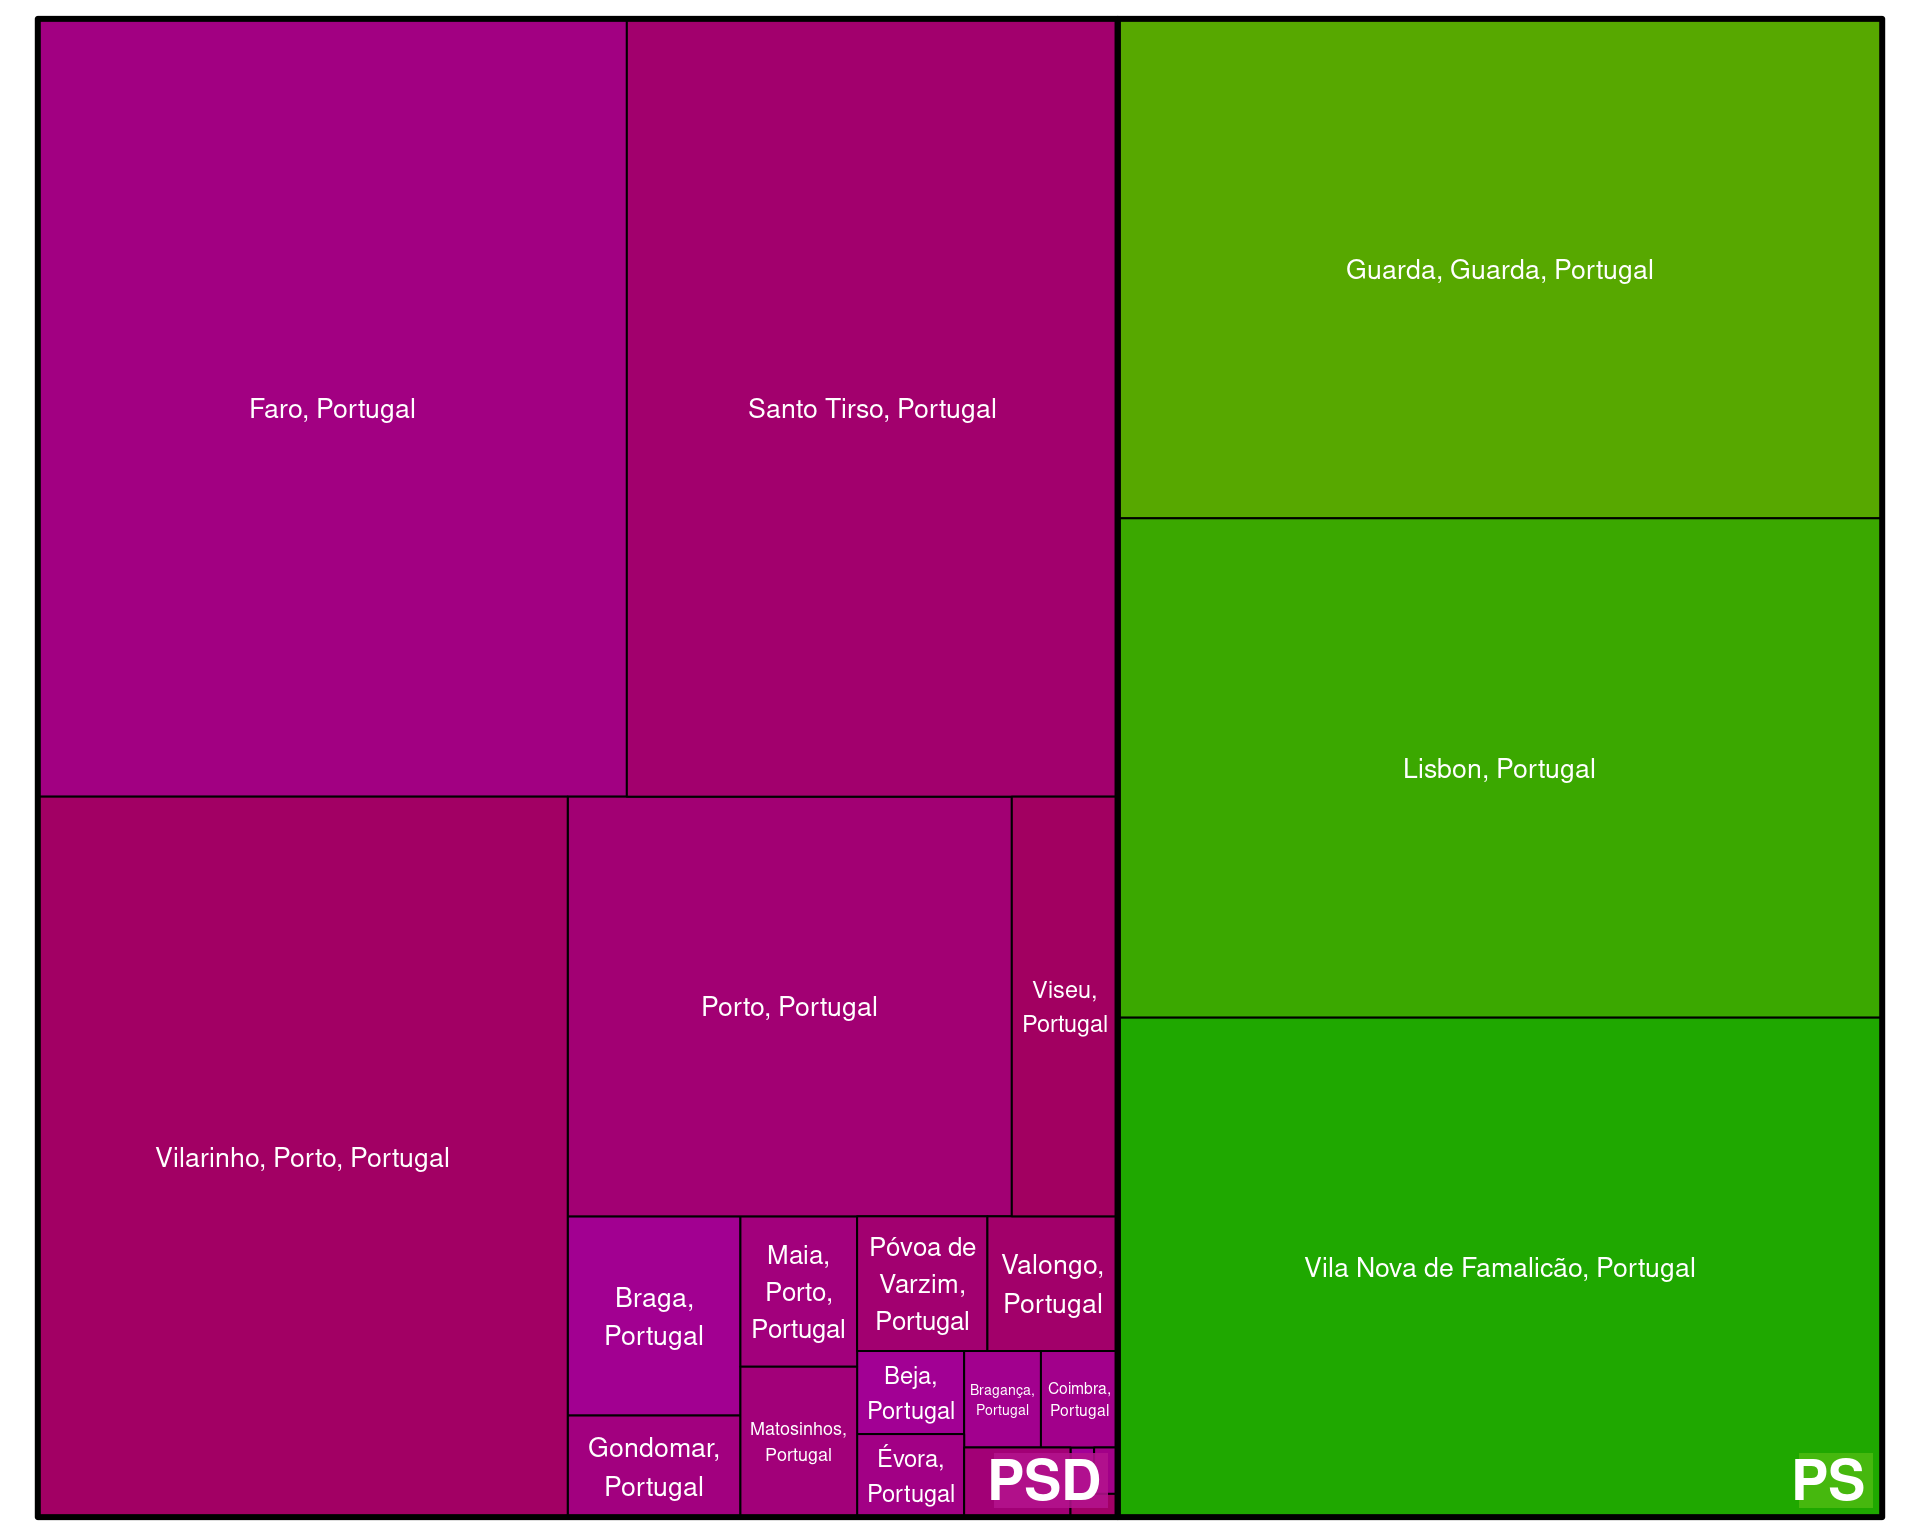 Faro, Portugal
Santo Tirso, Portugal
Guarda, Guarda, Portugal
Lisbon, Portugal
Vilarinho, Porto, Portugal
Porto, Portugal
Viseu,
Portugal
Vila Nova de Famalicão, Portugal
Braga,
Portugal
Maia,
Porto,
Portugal
Póvoa de
Varzim,
Portugal
Valongo,
Portugal
Gondomar,
Portugal
Matosinhos,
Portugal
Beja,
Portugal
Bragança,
Portugal
Coimbra,
Portugal
Évora,
Portugal
PSD
PS